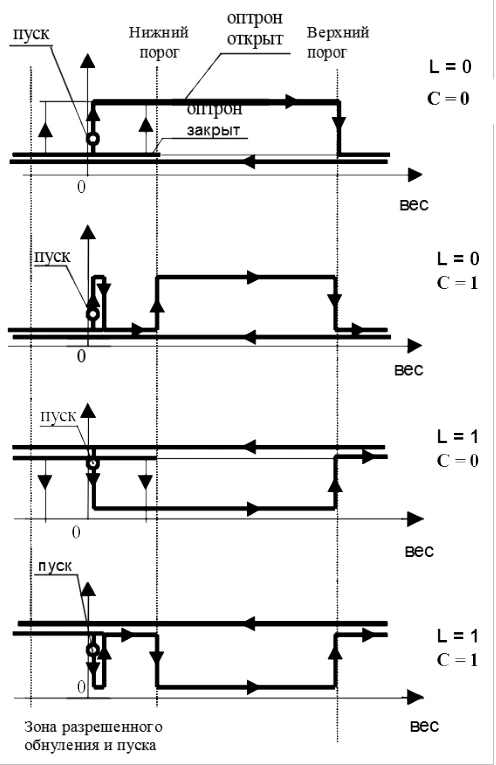 пуск
Нижний
порог
оптрон
открыт
Верхний
порог
L = 0
C = 0
оптрон
закрыт
0
вес
пуск
L = 0
C = 1
0
вес
пуск
L = 1
C = 0
0
вес
пуск
L = 1
C = 1
0
вес
Зона разрешенного
обнуления и пуска